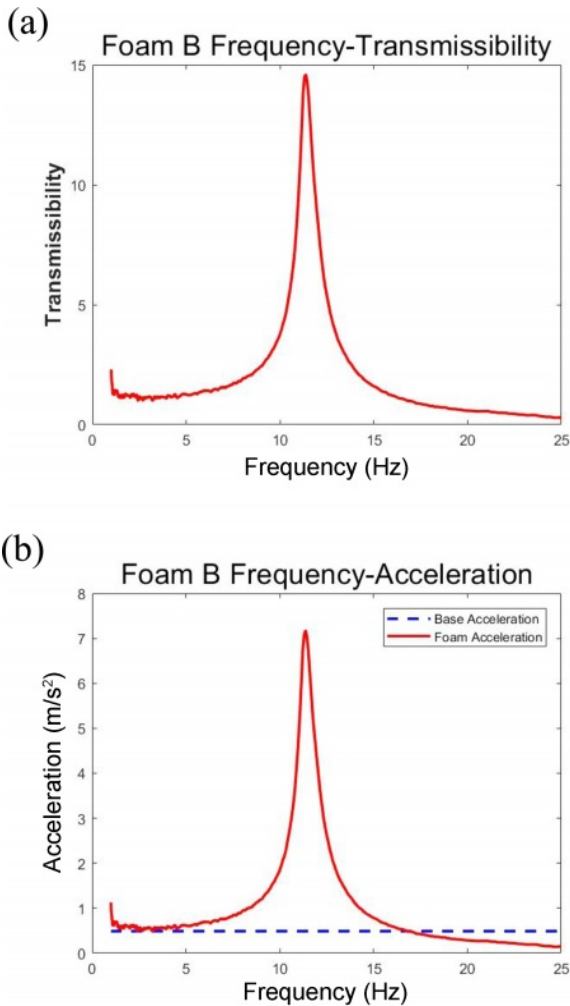 (a)
Foam B Frequency-Transmissibility
15
10
5
0
Transmissibility
0 5 10 15 20 25
Frequency (Hz)
(b)
Foam B Frequency-Acceleration
8
7
6
5
4
3
2
1
0
Acceleration (m/s²)
Base Acceleration
Foam Acceleration
0 5 10 15 20 25
Frequency (Hz)